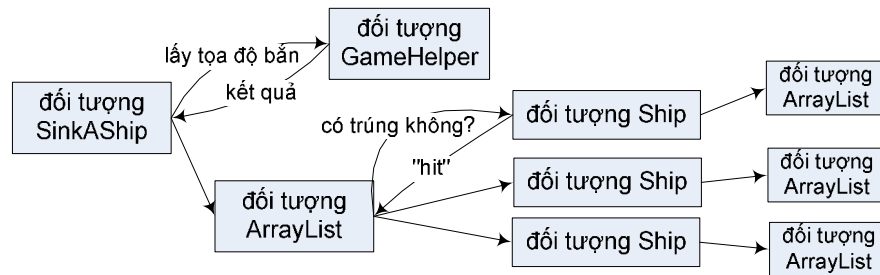 đối tượng
GameHelper
lấy tọa độ bắn
kết quả
đối tượng
SinkAShip
đối tượng
ArrayList
có trúng không?
"hit"
đối tượng Ship
đối tượng
ArrayList
đối tượng Ship
đối tượng
ArrayList
đối tượng Ship
đối tượng
ArrayList